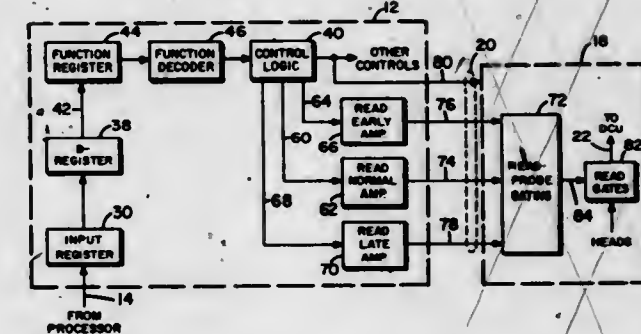 44
46
40
12
20
18
FUNCTION
REGISTER
FUNCTION
DECODER
CONTROL
LOGIC
OTHER
CONTROLS
80
42
64
76
72
TO
DCU
22
82
38
D-
REGISTER
60
READ
EARLY
AMP.
66
74
READ
NORMAL
AMP.
62
GATING
READ
GATES
84
68
78
30
INPUT
REGISTER
READ
LATE
AMP.
70
HEADS
14
FROM
PROCESSOR